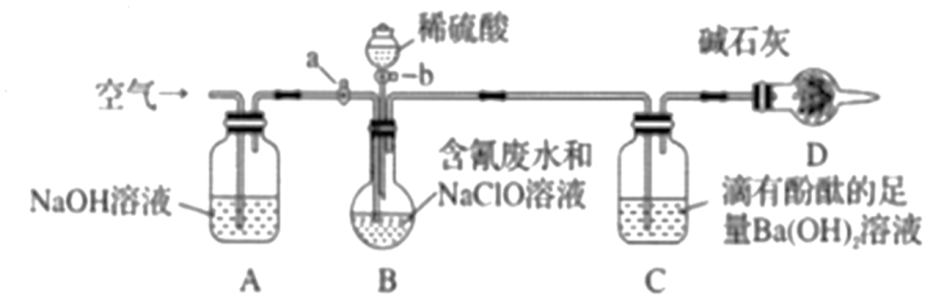 稀硫酸
碱石灰
a
b
空气→
D
含氰废水和
NaClO溶液
NaOH溶液
滴有酚酞的足
量Ba(OH)₂溶液
A
B
C